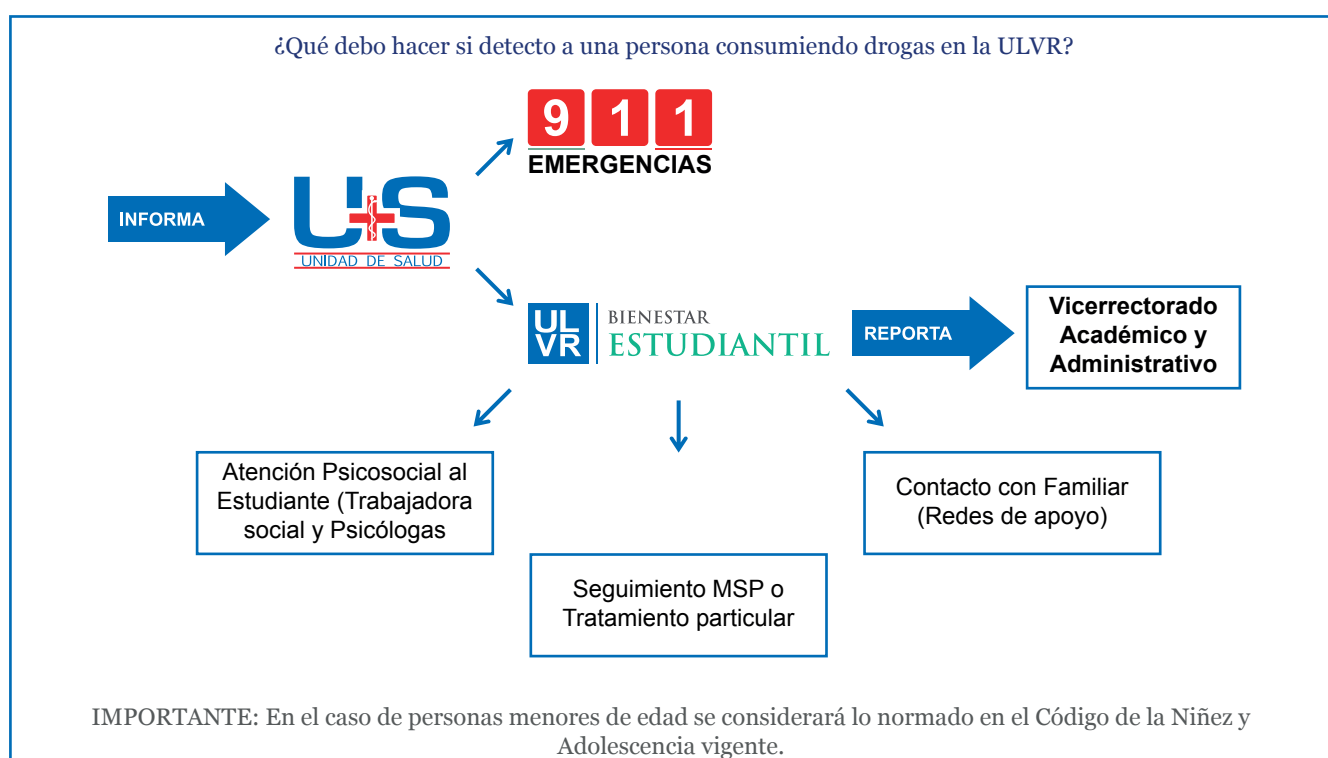 ¿Qué debo hacer si detecto a una persona consumiendo drogas en la ULVR?
9 1 1
EMERGENCIAS
INFORMA
U+S
UNIDAD DE SALUD
UL
VR
BIENESTAR
ESTUDIANTIL
REPORTA
Vicerrectorado
Académico y
Administrativo
Atención Psicosocial al
Estudiante (Trabajadora
social y Psicólogas
Seguimiento MSP o
Tratamiento particular
Contacto con Familiar
(Redes de apoyo)
IMPORTANTE: En el caso de personas menores de edad se considerará lo normado en el Código de la Niñez y
Adolescencia vigente.